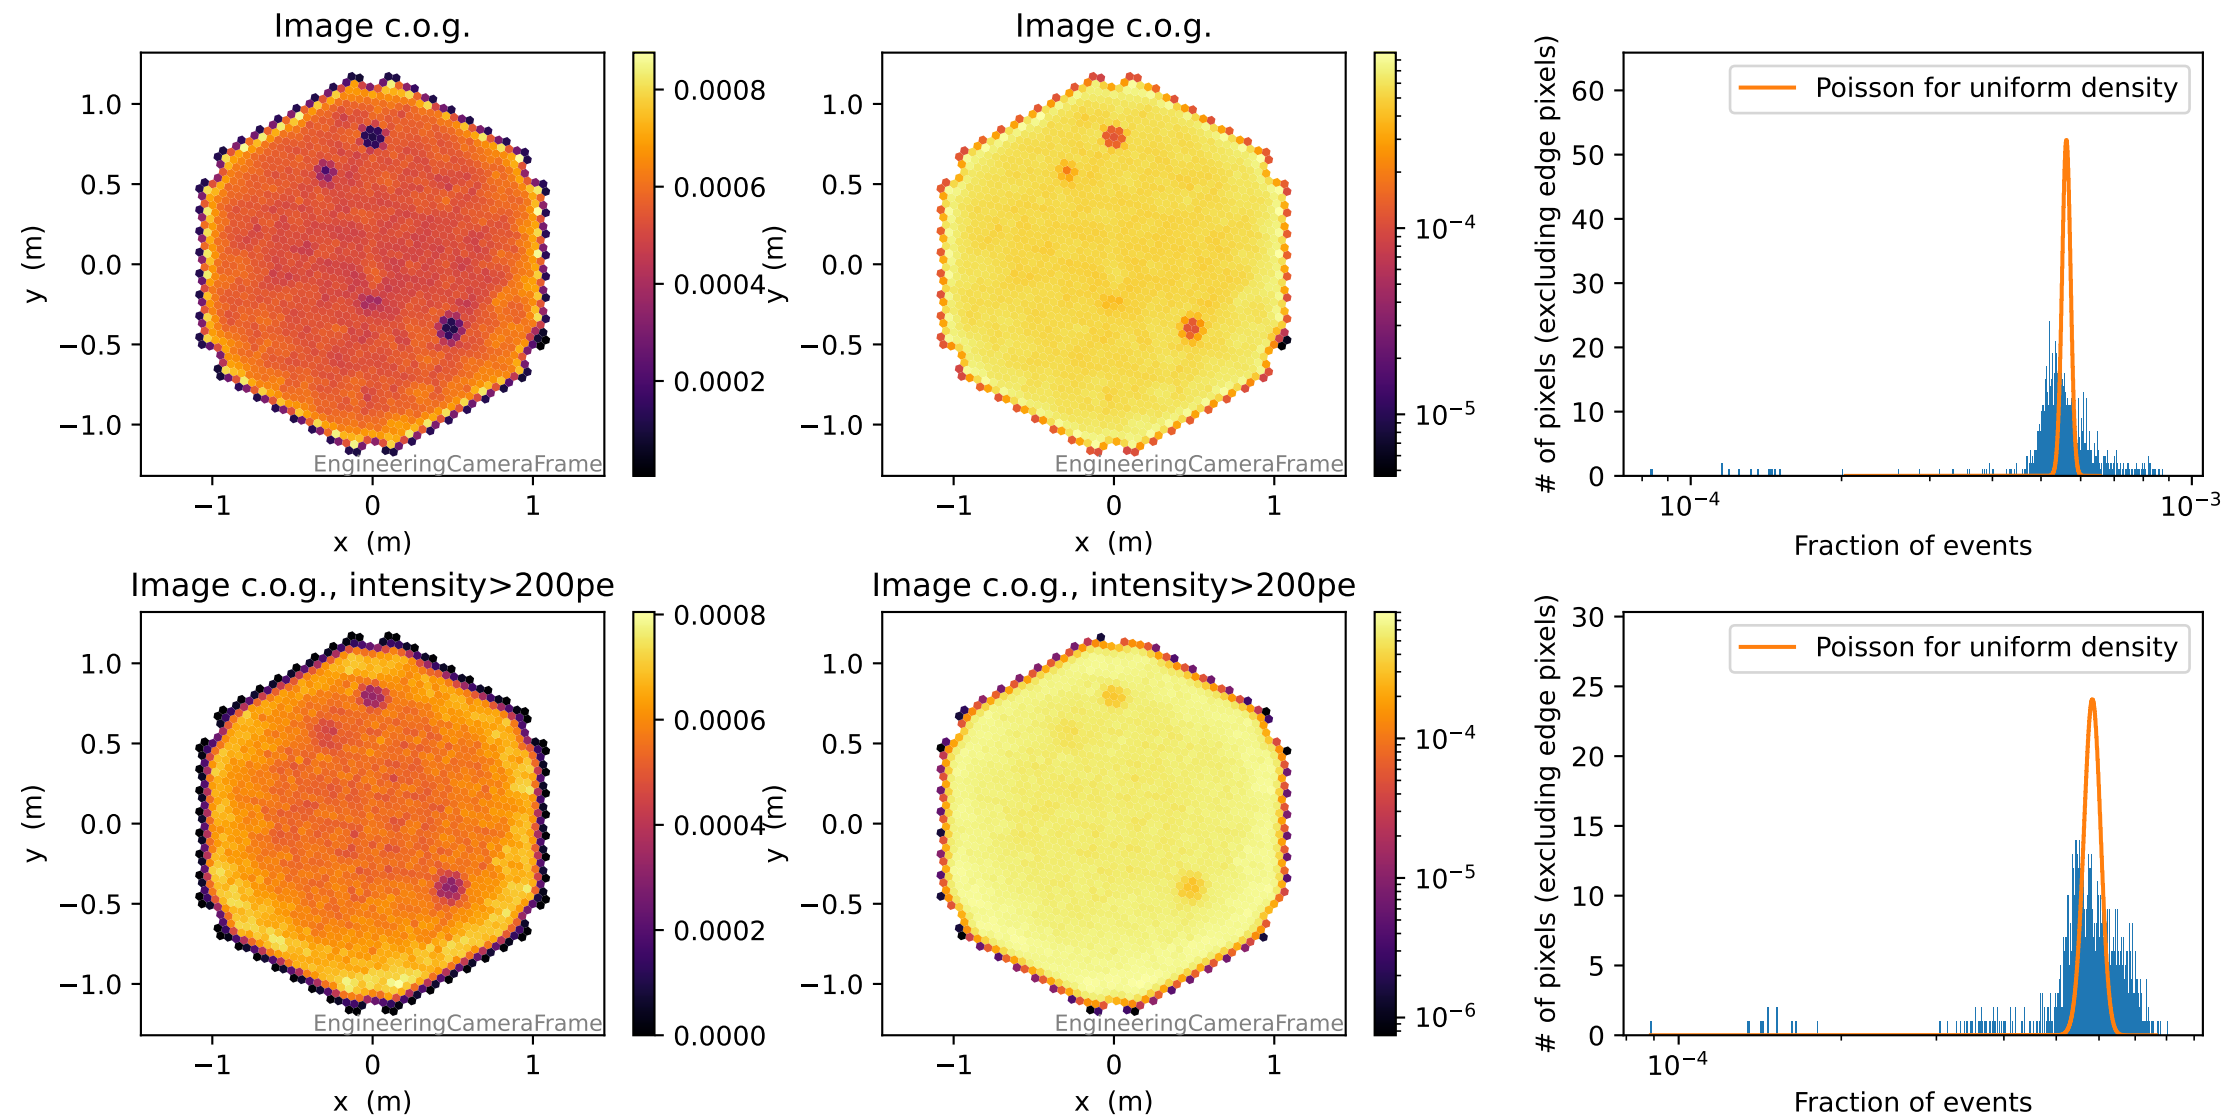 Image c.o.g.
1.0
0.5
0.0
−0.5
−1.0
y (m)
−1
0
1
x (m)
EngineeringCameraFrame
0.0008
0.0006
0.0004
0.0002
Image c.o.g.
1.0
0.5
0.0
−0.5
−1.0
y (m)
−1
0
1
x (m)
EngineeringCameraFrame
10⁻⁴
10⁻⁵
# of pixels (excluding edge pixels)
60
50
40
30
20
10
0
Poisson for uniform density
10⁻⁴
10⁻³
Fraction of events
Image c.o.g., intensity>200pe
1.0
0.5
0.0
−0.5
−1.0
y (m)
−1
0
1
x (m)
EngineeringCameraFrame
0.0008
0.0006
0.0004
0.0002
0.0000
Image c.o.g., intensity>200pe
1.0
0.5
0.0
−0.5
−1.0
y (m)
−1
0
1
x (m)
EngineeringCameraFrame
10⁻⁴
10⁻⁵
10⁻⁶
# of pixels (excluding edge pixels)
30
25
20
15
10
5
0
Poisson for uniform density
10⁻⁴
Fraction of events